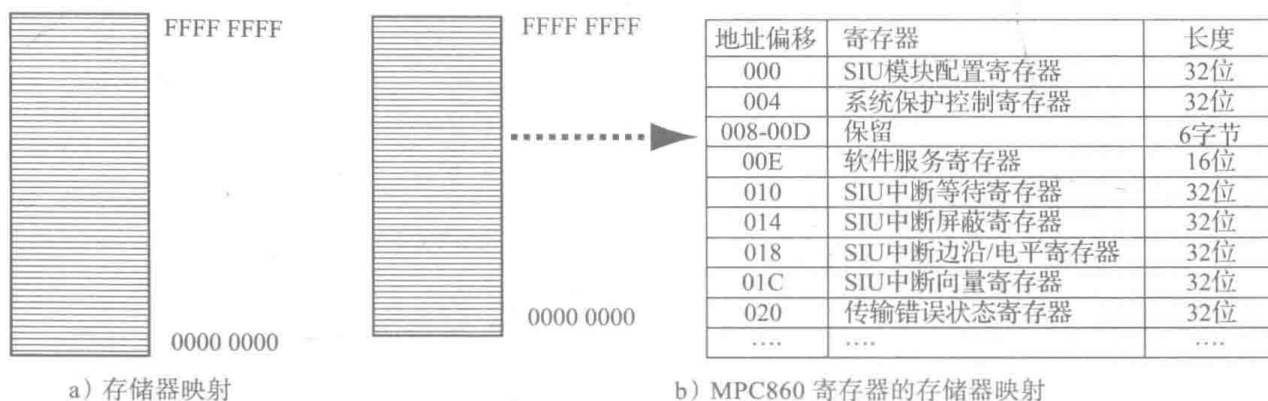 FFFF FFFF
0000 0000
a）存储器映射
FFFF FFFF
0000 0000
地址偏移 寄存器 长度
000 SIU模块配置寄存器 32位
004 系统保护控制寄存器 32位
008-00D 保留 6字节
00E 软件服务寄存器 16位
010 SIU中断等待寄存器 32位
014 SIU中断屏蔽寄存器 32位
018 SIU中断边沿/电平寄存器 32位
01C SIU中断向量寄存器 32位
020 传输错误状态寄存器 32位
.... .... ....
b）MPC860 寄存器的存储器映射